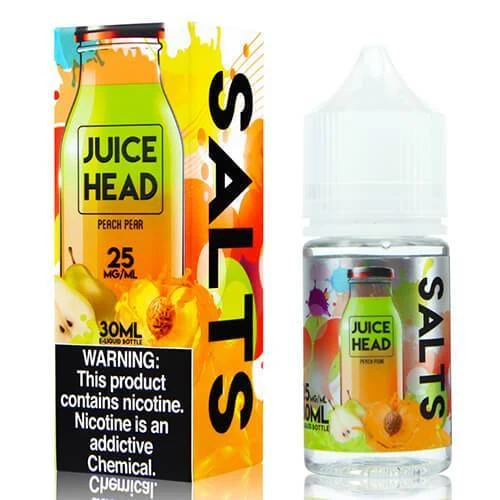 JUICE
HEAD
PEACH PEAR
25
MG/ML
30ML
E-LIQUID BOTTLE
WARNING:
This product
contains nicotine.
Nicotine is an
addictive
Chemical.
SALTS
JUICE
HEAD
PEACH PEAR
SALTS